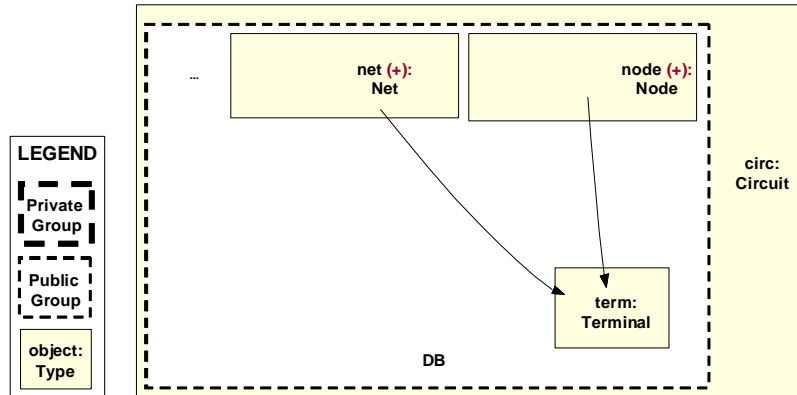 ...
net (+):
Net
node (+):
Node
circ:
Circuit
term:
Terminal
DB
LEGEND
Private
Group
Public
Group
object:
Type